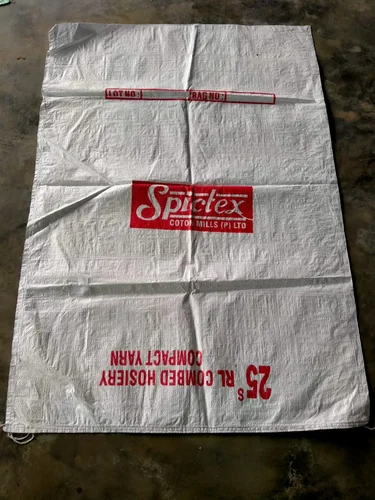 LOT NO : BAG NO :
Spictex
COTON MILLS (P) LTD
25s RL COMBED HOSIERY
COMPACT YARN